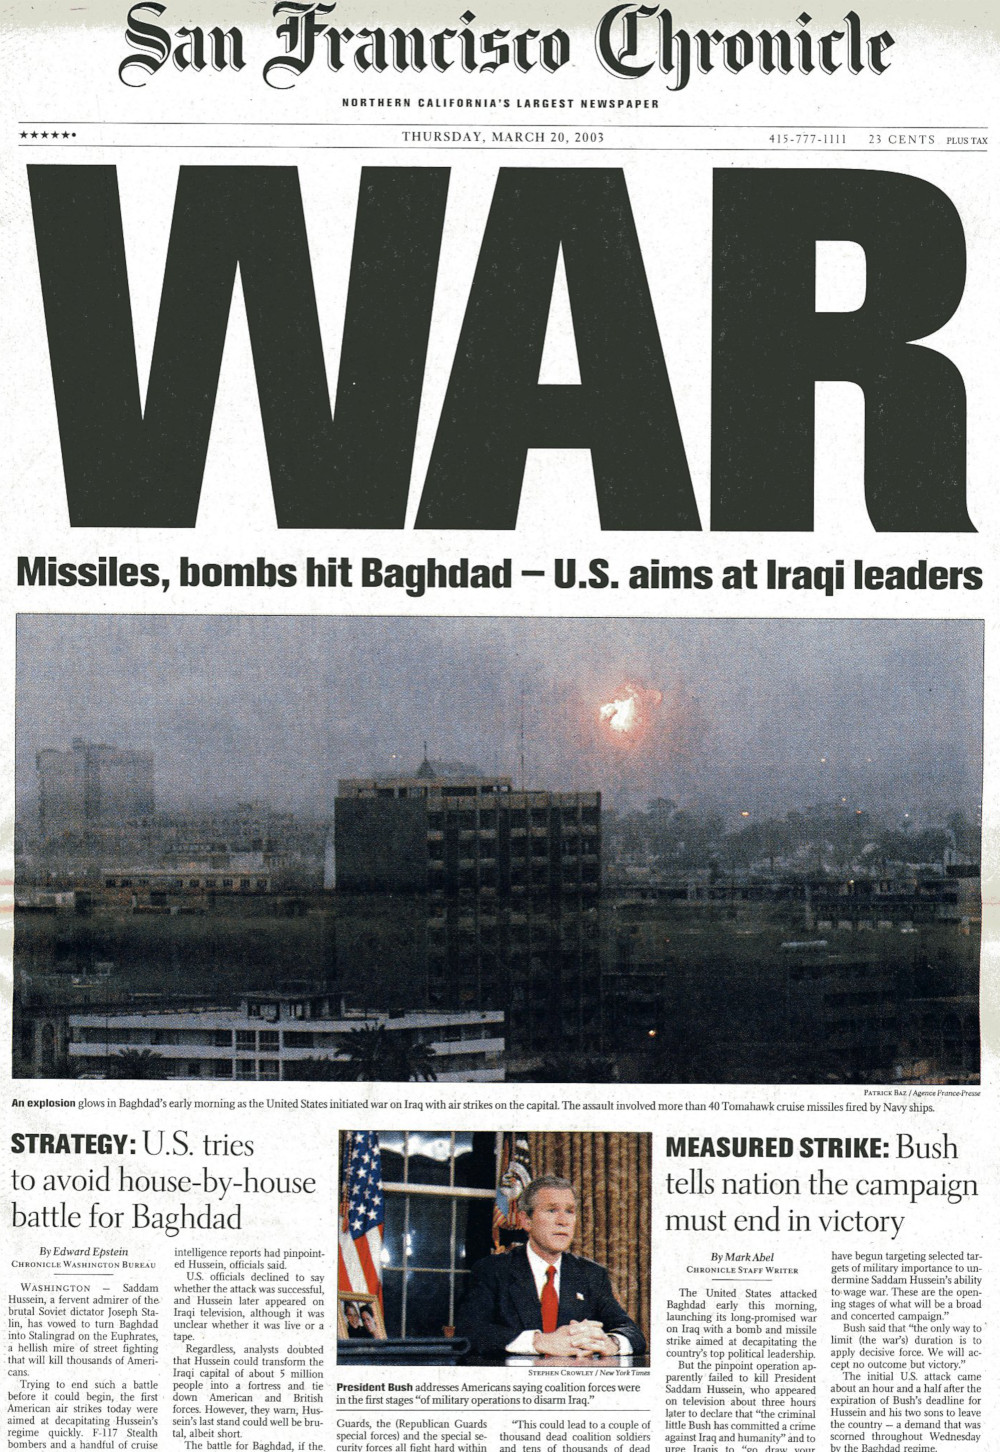 San Francisco Chronicle
NORTHERN CALIFORNIA'S LARGEST NEWSPAPER
★★★★★• THURSDAY, MARCH 20, 2003 415-777-1111 23 CENTS PLUS TAX
WAR
Missiles, bombs hit Baghdad – U.S. aims at Iraqi leaders
PATRICK BAZ / Agence France-Presse
An explosion glows in Baghdad's early morning as the United States initiated war on Iraq with air strikes on the capital. The assault involved more than 40 Tomahawk cruise missiles fired by Navy ships.
STRATEGY: U.S. tries
to avoid house-by-house
battle for Baghdad
By Edward Epstein
CHRONICLE WASHINGTON BUREAU
WASHINGTON — Saddam
Hussein, a fervent admirer of the
brutal Soviet dictator Joseph Sta-
lin, has vowed to turn Baghdad
into Stalingrad on the Euphrates,
a hellish mire of street fighting
that will kill thousands of Ameri-
cans.
Trying to end such a battle
before it could begin, the first
American air strikes today were
aimed at decapitating Hussein's
regime quickly. F-117 Stealth
bombers and a handful of cruise
intelligence reports had pinpoint-
ed Hussein, officials said.
U.S. officials declined to say
whether the attack was successful,
and Hussein later appeared on
Iraqi television, although it was
unclear whether it was live or a
tape.
Regardless, analysts doubted
that Hussein could transform the
Iraqi capital of about 5 million
people into a fortress and tie
down American and British
forces. However, they warn, Hus-
sein's last stand could well be bru-
tal, albeit short.
The battle for Baghdad, if the
STEPHEN CROWLEY / New York Times
President Bush addresses Americans saying coalition forces were
in the first stages "of military operations to disarm Iraq."
Guards, the (Republican Guards
special forces) and the special se-
curity forces all fight hard within
"This could lead to a couple of
thousand dead coalition soldiers
and tens of thousands of dead
MEASURED STRIKE: Bush
tells nation the campaign
must end in victory
By Mark Abel
CHRONICLE STAFF WRITER
The United States attacked
Baghdad early this morning,
launching its long-promised war
on Iraq with a bomb and missile
strike aimed at decapitating the
country's top political leadership.
But the pinpoint operation ap-
parently failed to kill President
Saddam Hussein, who appeared
on television about three hours
later to declare that "the criminal
little Bush has committed a crime
against Iraq and humanity" and to
urge Iraqis to "go draw your
have begun targeting selected tar-
gets of military importance to un-
dermine Saddam Hussein's ability
to wage war. These are the open-
ing stages of what will be a broad
and concerted campaign."
Bush said that "the only way to
limit (the war's) duration is to
apply decisive force. We will ac-
cept no outcome but victory."
The initial U.S. attack came
about an hour and a half after the
expiration of Bush's deadline for
Hussein and his two sons to leave
the country — a demand that was
scorned throughout Wednesday
by the Baghdad regime.